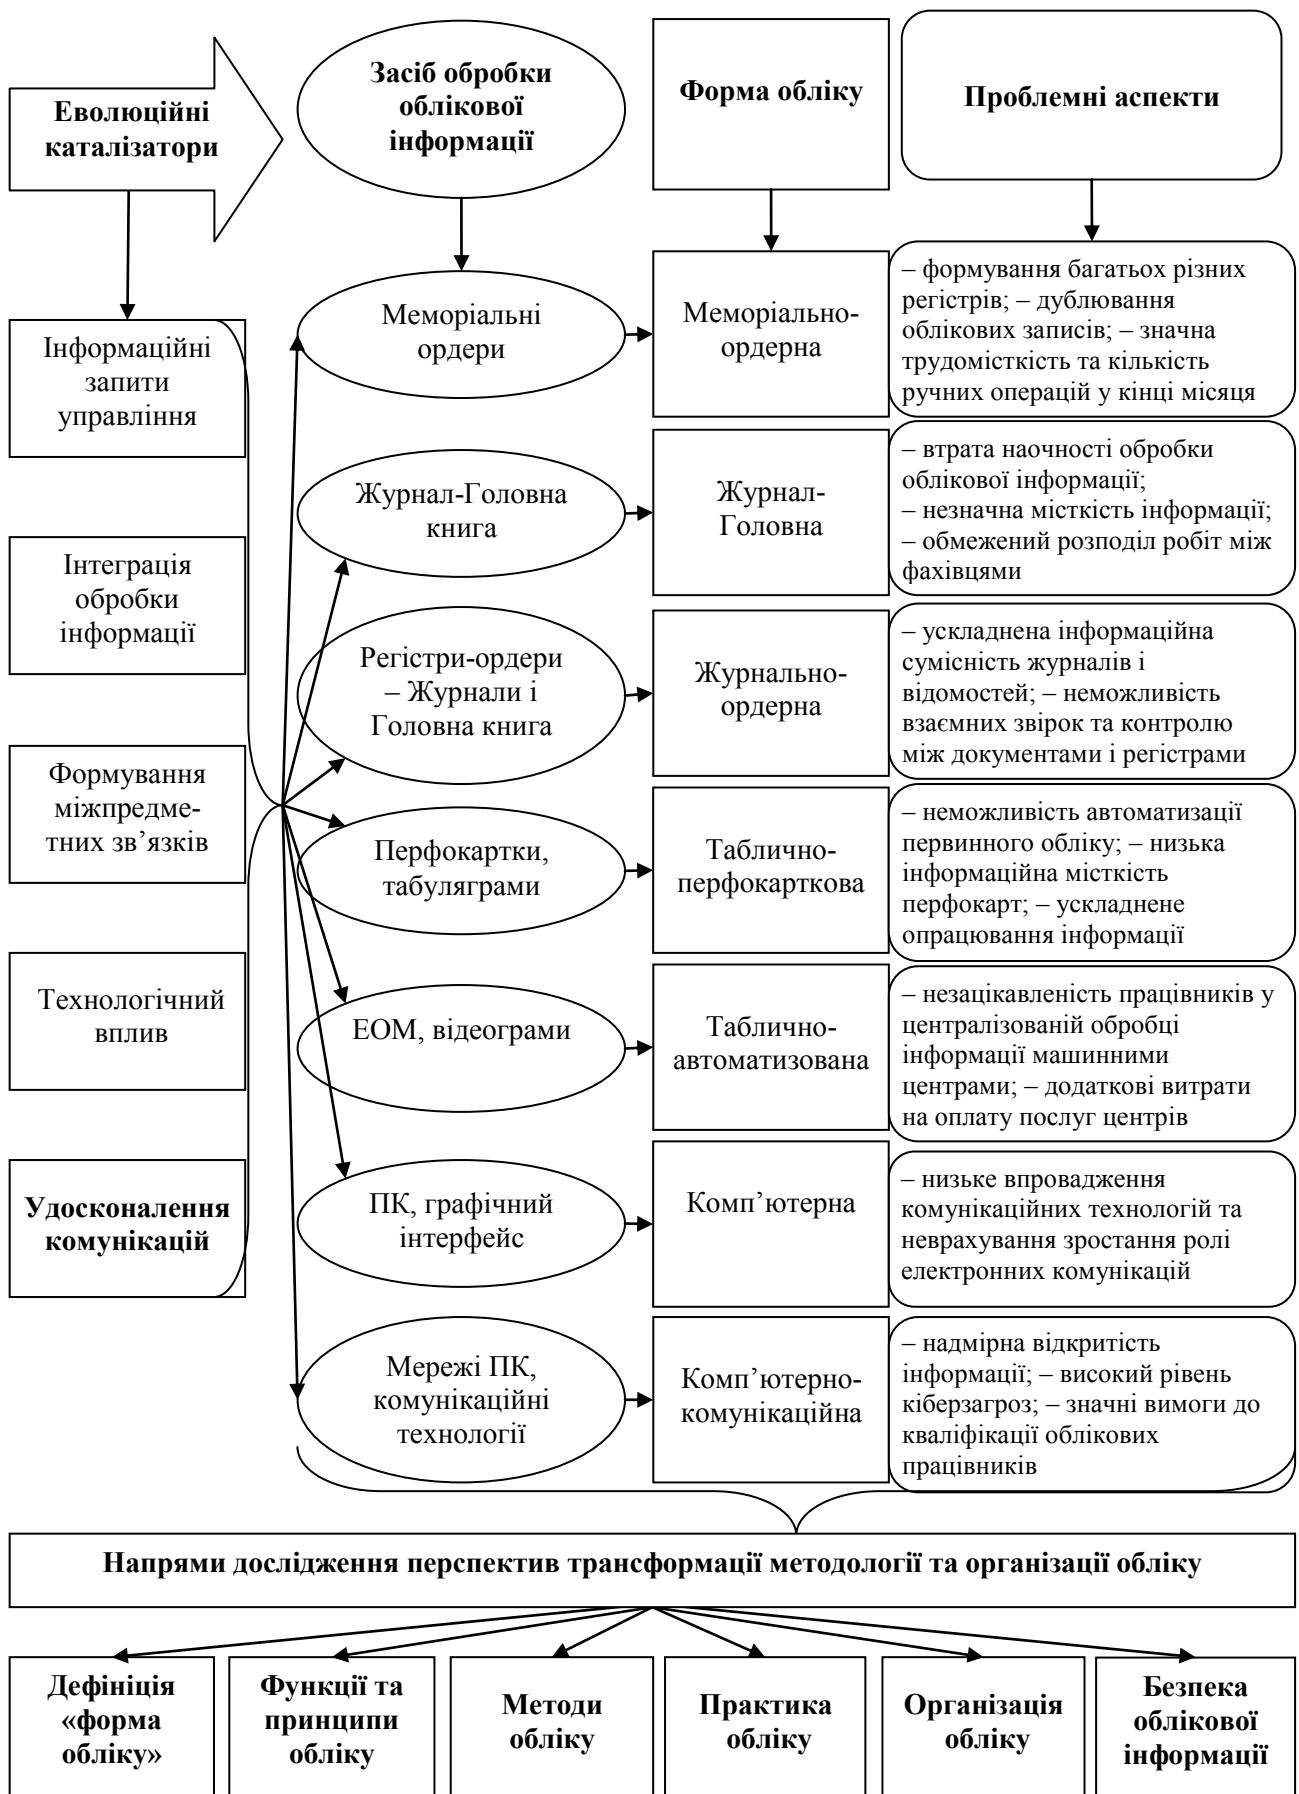 Еволюційні
каталізатори
Засіб обробки
облікової
інформації
Форма обліку
Проблемні аспекти
Інформаційні
запити
управління
Інтеграція
обробки
інформації
Формування
міжпредме-
тних зв’язків
Технологічний
вплив
Удосконалення
комунікацій
Меморіальні
ордери
Меморіально-
ордерна
– формування багатьох різних
регістрів; – дублювання
облікових записів; – значна
трудомісткість та кількість
ручних операцій у кінці місяця
Журнал-Головна
книга
Журнал-
Головна
– втрата наочності обробки
облікової інформації;
– незначна місткість інформації;
– обмежений розподіл робіт між
фахівцями
Регістри-ордери
– Журнали і
Головна книга
Журнально-
ордерна
– ускладнена інформаційна
сумісність журналів і
відомостей; – неможливість
взаємних звірок та контролю
між документами і регістрами
Перфокартки,
табуляграми
Таблично-
перфокарткова
– неможливість автоматизації
первинного обліку; – низька
інформаційна місткість
перфокарт; – ускладнене
опрацювання інформації
ЕОМ, відеограми
Таблично-
автоматизована
– незацікавленість працівників у
централізованій обробці
інформації машинними
центрами; – додаткові витрати
на оплату послуг центрів
ПК, графічний
інтерфейс
Комп’ютерна
– низьке впровадження
комунікаційних технологій та
неврахування зростання ролі
електронних комунікацій
Мережі ПК,
комунікаційні
технології
Комп’ютерно-
комунікаційна
– надмірна відкритість
інформації; – високий рівень
кіберзагроз; – значні вимоги до
кваліфікації облікових
працівників
Напрями дослідження перспектив трансформації методології та організації обліку
Дефініція
«форма
обліку»
Функції та
принципи
обліку
Методи
обліку
Практика
обліку
Організація
обліку
Безпека
облікової
інформації